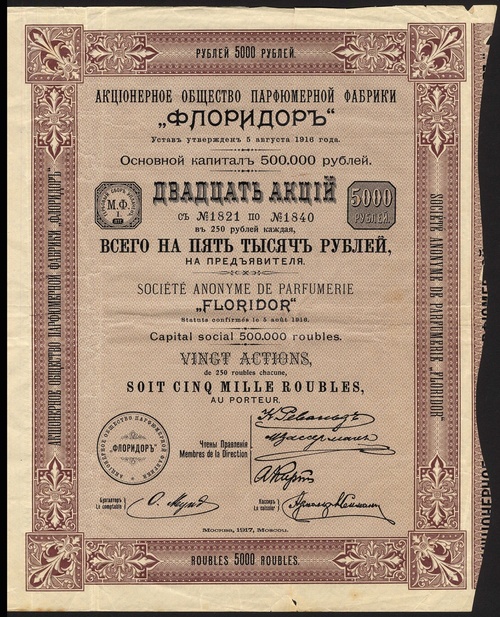 РУБЛЕЙ 5000 РУБЛЕЙ.
АКЦІОНЕРНОЕ ОБЩЕСТВО ПАРФЮМЕРНОЙ ФАБРИКИ
„ФЛОРИДОРЪ“
Уставъ утвержденъ 5 августа 1916 года.
Основной капиталъ 500.000 рублей.
ДВАДЦАТЬ АКЦІЙ
М.Ф.
I.
5000
РУБЛЕЙ.
съ №1821 по №1840
въ 250 рублей каждая,
ВСЕГО НА ПЯТЬ ТЫСЯЧЪ РУБЛЕЙ,
НА ПРЕДЪЯВИТЕЛЯ.
SOCIÉTÉ ANONYME DE PARFUMERIE
„FLORIDOR“
Statuts confirmés le 5 août 1916.
Capital social 500.000 roubles.
VINGT ACTIONS,
de 250 roubles chacune,
SOIT CINQ MILLE ROUBLES,
AU PORTEUR.
АКЦІОНЕРНОЕ ОБЩЕСТВО ПАРФЮМЕРНОЙ ФАБРИКИ
„ФЛОРИДОРЪ“
Члены Правленія
Membres de la Direction
Бухгалтеръ
Le comptable
Кассиръ
Le caissier
Москва, 1917, Moscou.
ROUBLES 5000 ROUBLES.
АКЦІОНЕРНОЕ ОБЩЕСТВО ПАРФЮМЕРНОЙ ФАБРИКИ „ФЛОРИДОРЪ“
SOCIÉTÉ ANONYME DE PARFUMERIE „FLORIDOR“